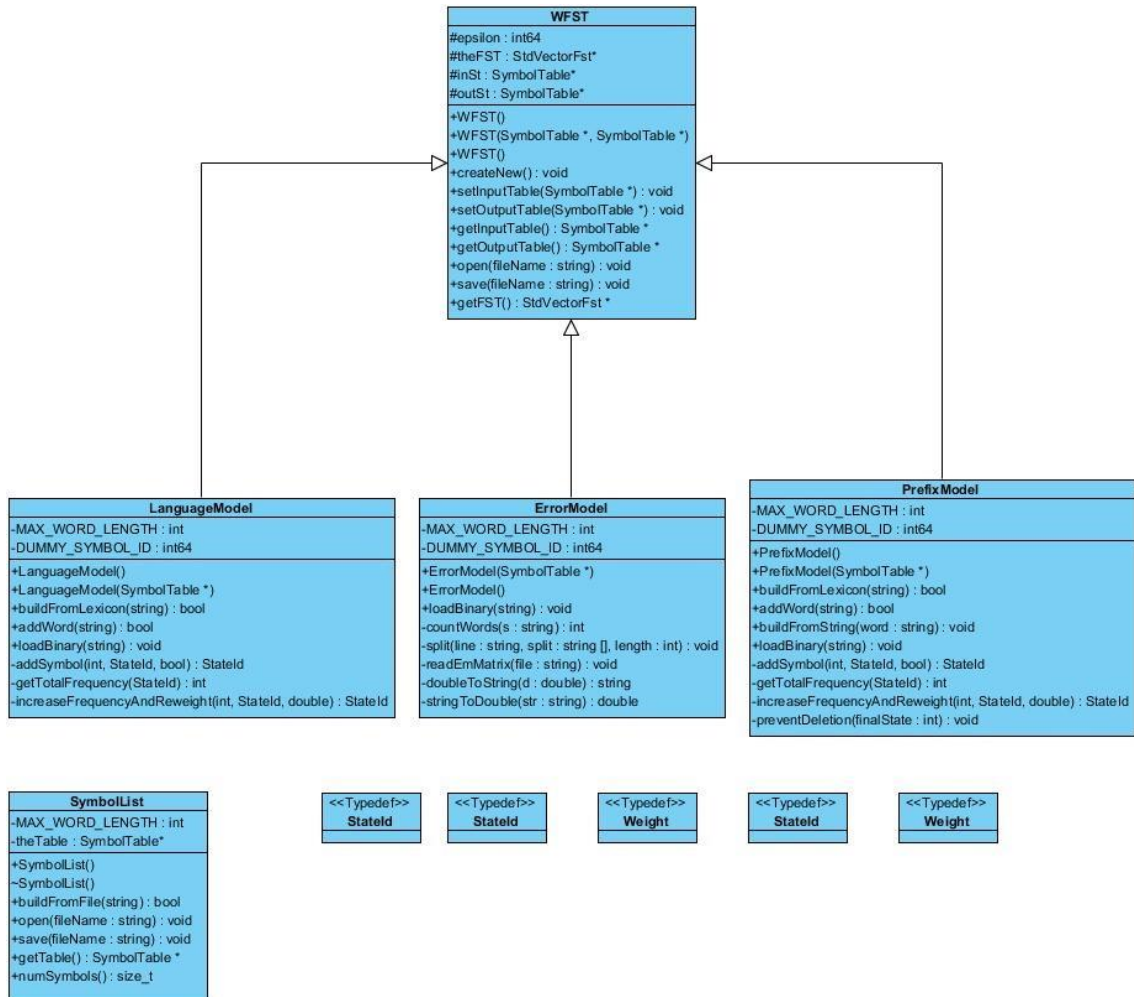 WFST
#epsilon : int64
#theFST : StdVectorFst*
#inSt : SymbolTable*
#outSt : SymbolTable*
+WFST()
+WFST(SymbolTable *, SymbolTable *)
+WFST()
+createNew() : void
+setInputTable(SymbolTable *) : void
+setOutputTable(SymbolTable *) : void
+getInputTable() : SymbolTable *
+getOutputTable() : SymbolTable *
+open(fileName : string) : void
+save(fileName : string) : void
+getFST() : StdVectorFst *
LanguageModel
-MAX_WORD_LENGTH : int
-DUMMY_SYMBOL_ID : int64
+LanguageModel()
+LanguageModel(SymbolTable *)
+buildFromLexicon(string) : bool
+addWord(string) : bool
+loadBinary(string) : void
-addSymbol(int, StateId, bool) : StateId
-getTotalFrequency(StateId) : int
-increaseFrequencyAndReweight(int, StateId, double) : StateId
ErrorModel
-MAX_WORD_LENGTH : int
-DUMMY_SYMBOL_ID : int64
+ErrorModel(SymbolTable *)
+ErrorModel()
+loadBinary(string) : void
-countWords(s : string) : int
-split(line : string, split : string [], length : int) : void
-readEmMatrix(file : string) : void
-doubleToString(d : double) : string
-stringToDouble(str : string) : double
PrefixModel
-MAX_WORD_LENGTH : int
-DUMMY_SYMBOL_ID : int64
+PrefixModel()
+PrefixModel(SymbolTable *)
+buildFromLexicon(string) : bool
+addWord(string) : bool
+buildFromString(word : string) : void
+loadBinary(string) : void
-addSymbol(int, StateId, bool) : StateId
-getTotalFrequency(StateId) : int
-increaseFrequencyAndReweight(int, StateId, double) : StateId
-preventDeletion(finalState : int) : void
SymbolList
-MAX_WORD_LENGTH : int
-theTable : SymbolTable*
+SymbolList()
~SymbolList()
+buildFromFile(string) : bool
+open(fileName : string) : void
+save(fileName : string) : void
+getTable() : SymbolTable *
+numSymbols() : size_t
<<Typedef>>
StateId
<<Typedef>>
StateId
<<Typedef>>
Weight
<<Typedef>>
StateId
<<Typedef>>
Weight